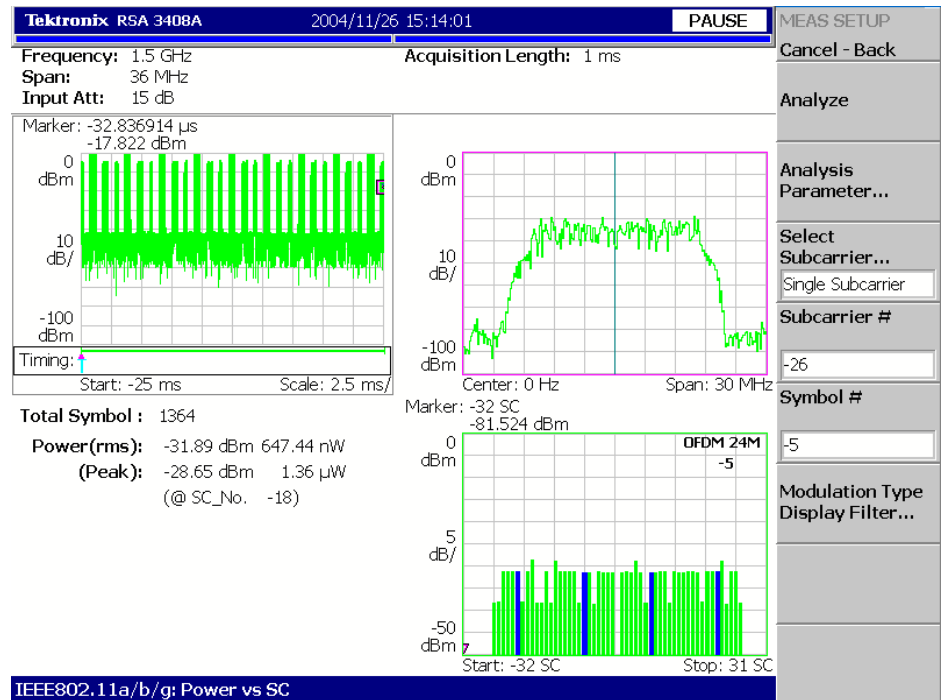 Tektronix RSA 3408A 2004/11/26 15:14:01 PAUSE
Frequency: 1.5 GHz Acquisition Length: 1 ms
Span: 36 MHz
Input Att: 15 dB
Marker: -32.836914 µs
-17.822 dBm
0
dBm
10
dB/
-100
dBm
Timing:
Start: -25 ms Scale: 2.5 ms/
0
dBm
10
dB/
-100
dBm
Center: 0 Hz Span: 30 MHz
Total Symbol : 1364
Power(rms): -31.89 dBm 647.44 nW
(Peak): -28.65 dBm 1.36 µW
(@ SC_No. -18)
Marker: -32 SC
-81.524 dBm
0
dBm
OFDM 24M
-5
5
dB/
-50
dBm
Start: -32 SC Stop: 31 SC
IEEE802.11a/b/g: Power vs SC
MEAS SETUP
Cancel - Back
Analyze
Analysis
Parameter...
Select
Subcarrier...
Single Subcarrier
Subcarrier #
-26
Symbol #
-5
Modulation Type
Display Filter...